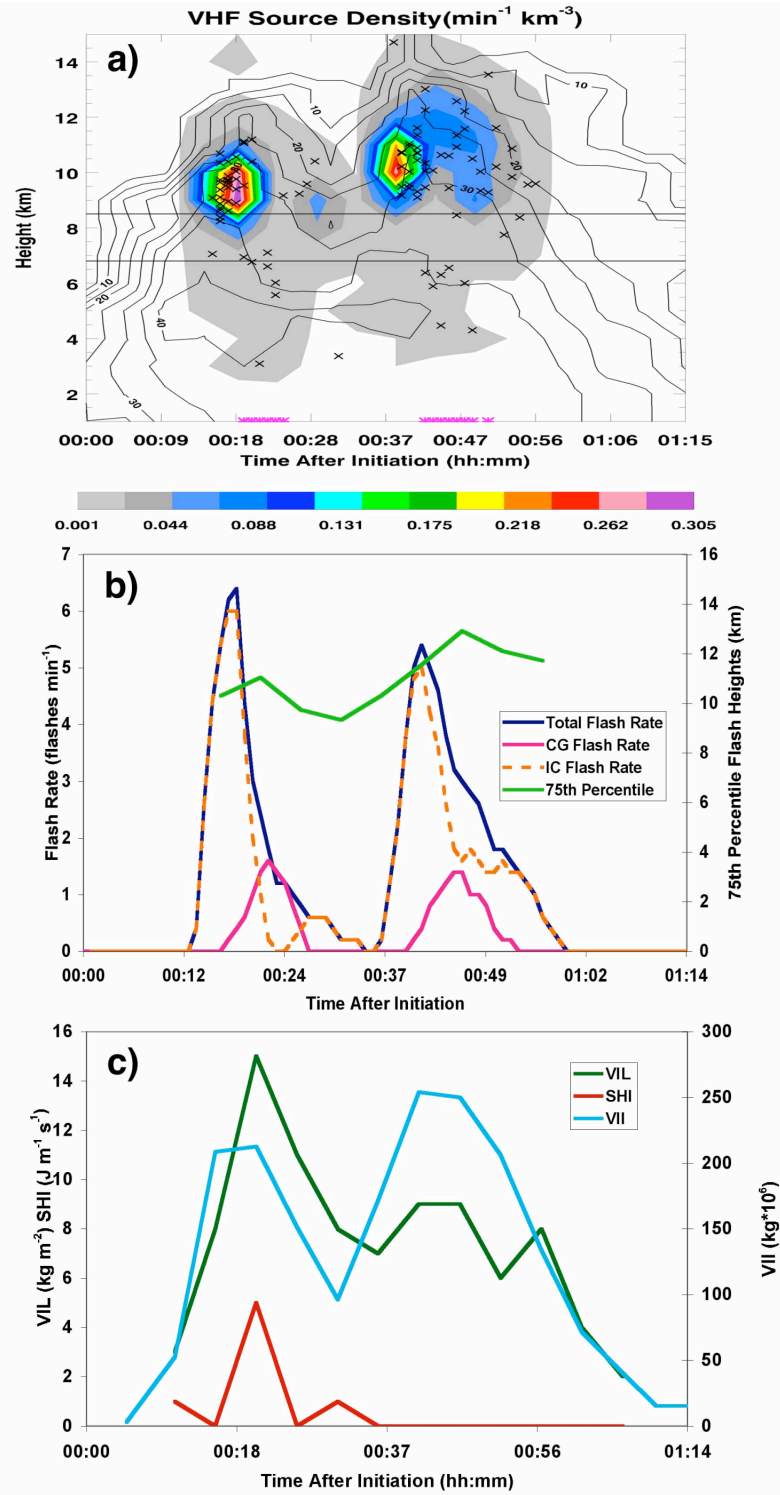 VHF Source Density(min⁻¹ km⁻³)
a)
14
12
10
8
6
4
2
Height (km)
10
20
10
20
30
10
20
40
30
00:00 00:09 00:18 00:28 00:37 00:47 00:56 01:06 01:15
Time After Initiation (hh:mm)
0.001 0.044 0.088 0.131 0.175 0.218 0.262 0.305
b)
7
6
5
4
3
2
1
0
Flash Rate (flashes min⁻¹)
16
14
12
10
8
6
4
2
0
75th Percentile Flash Heights (km)
Total Flash Rate
CG Flash Rate
IC Flash Rate
75th Percentile
00:00 00:12 00:24 00:37 00:49 01:02 01:14
Time After Initiation
c)
16
14
12
10
8
6
4
2
0
VIL (kg m⁻²) SHI (J m⁻¹ s⁻¹)
300
250
200
150
100
50
0
VII (kg*10⁶)
VIL
SHI
VII
00:00 00:18 00:37 00:56 01:14
Time After Initiation (hh:mm)